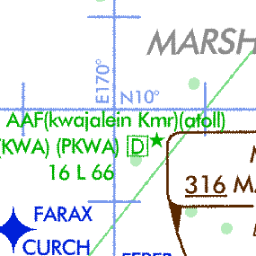 MARSH
E170°
N10°
AAF(kwajalein Kmr)(atoll)
(KWA) (PKWA) D
16 L 66
316 MA
FARAX
CURCH